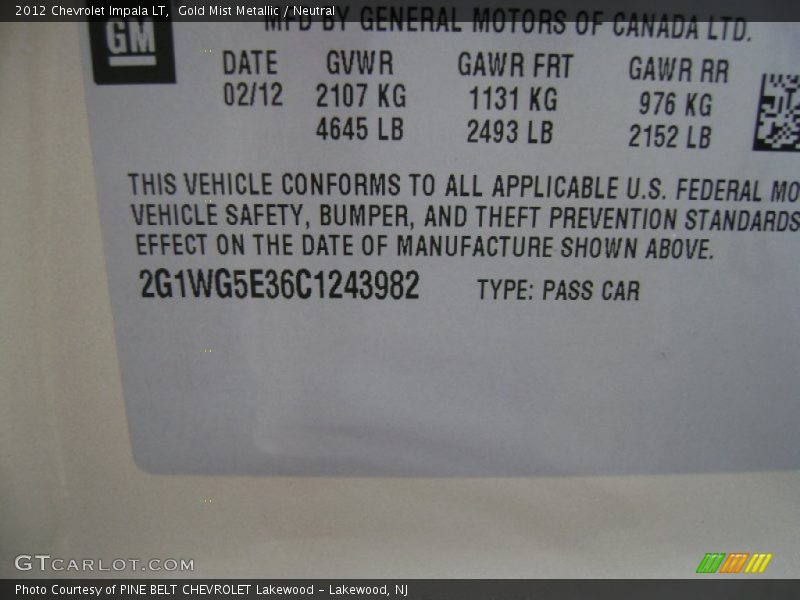 2012 Chevrolet Impala LT,  Gold Mist Metallic / Neutral
MFD BY GENERAL MOTORS OF CANADA LTD.
GM
DATE GVWR GAWR FRT GAWR RR
02/12 2107 KG 1131 KG 976 KG
4645 LB 2493 LB 2152 LB
THIS VEHICLE CONFORMS TO ALL APPLICABLE U.S. FEDERAL MO
VEHICLE SAFETY, BUMPER, AND THEFT PREVENTION STANDARDS
EFFECT ON THE DATE OF MANUFACTURE SHOWN ABOVE.
2G1WG5E36C1243982 TYPE: PASS CAR
GTCARLOT.COM
Photo Courtesy of PINE BELT CHEVROLET Lakewood - Lakewood, NJ